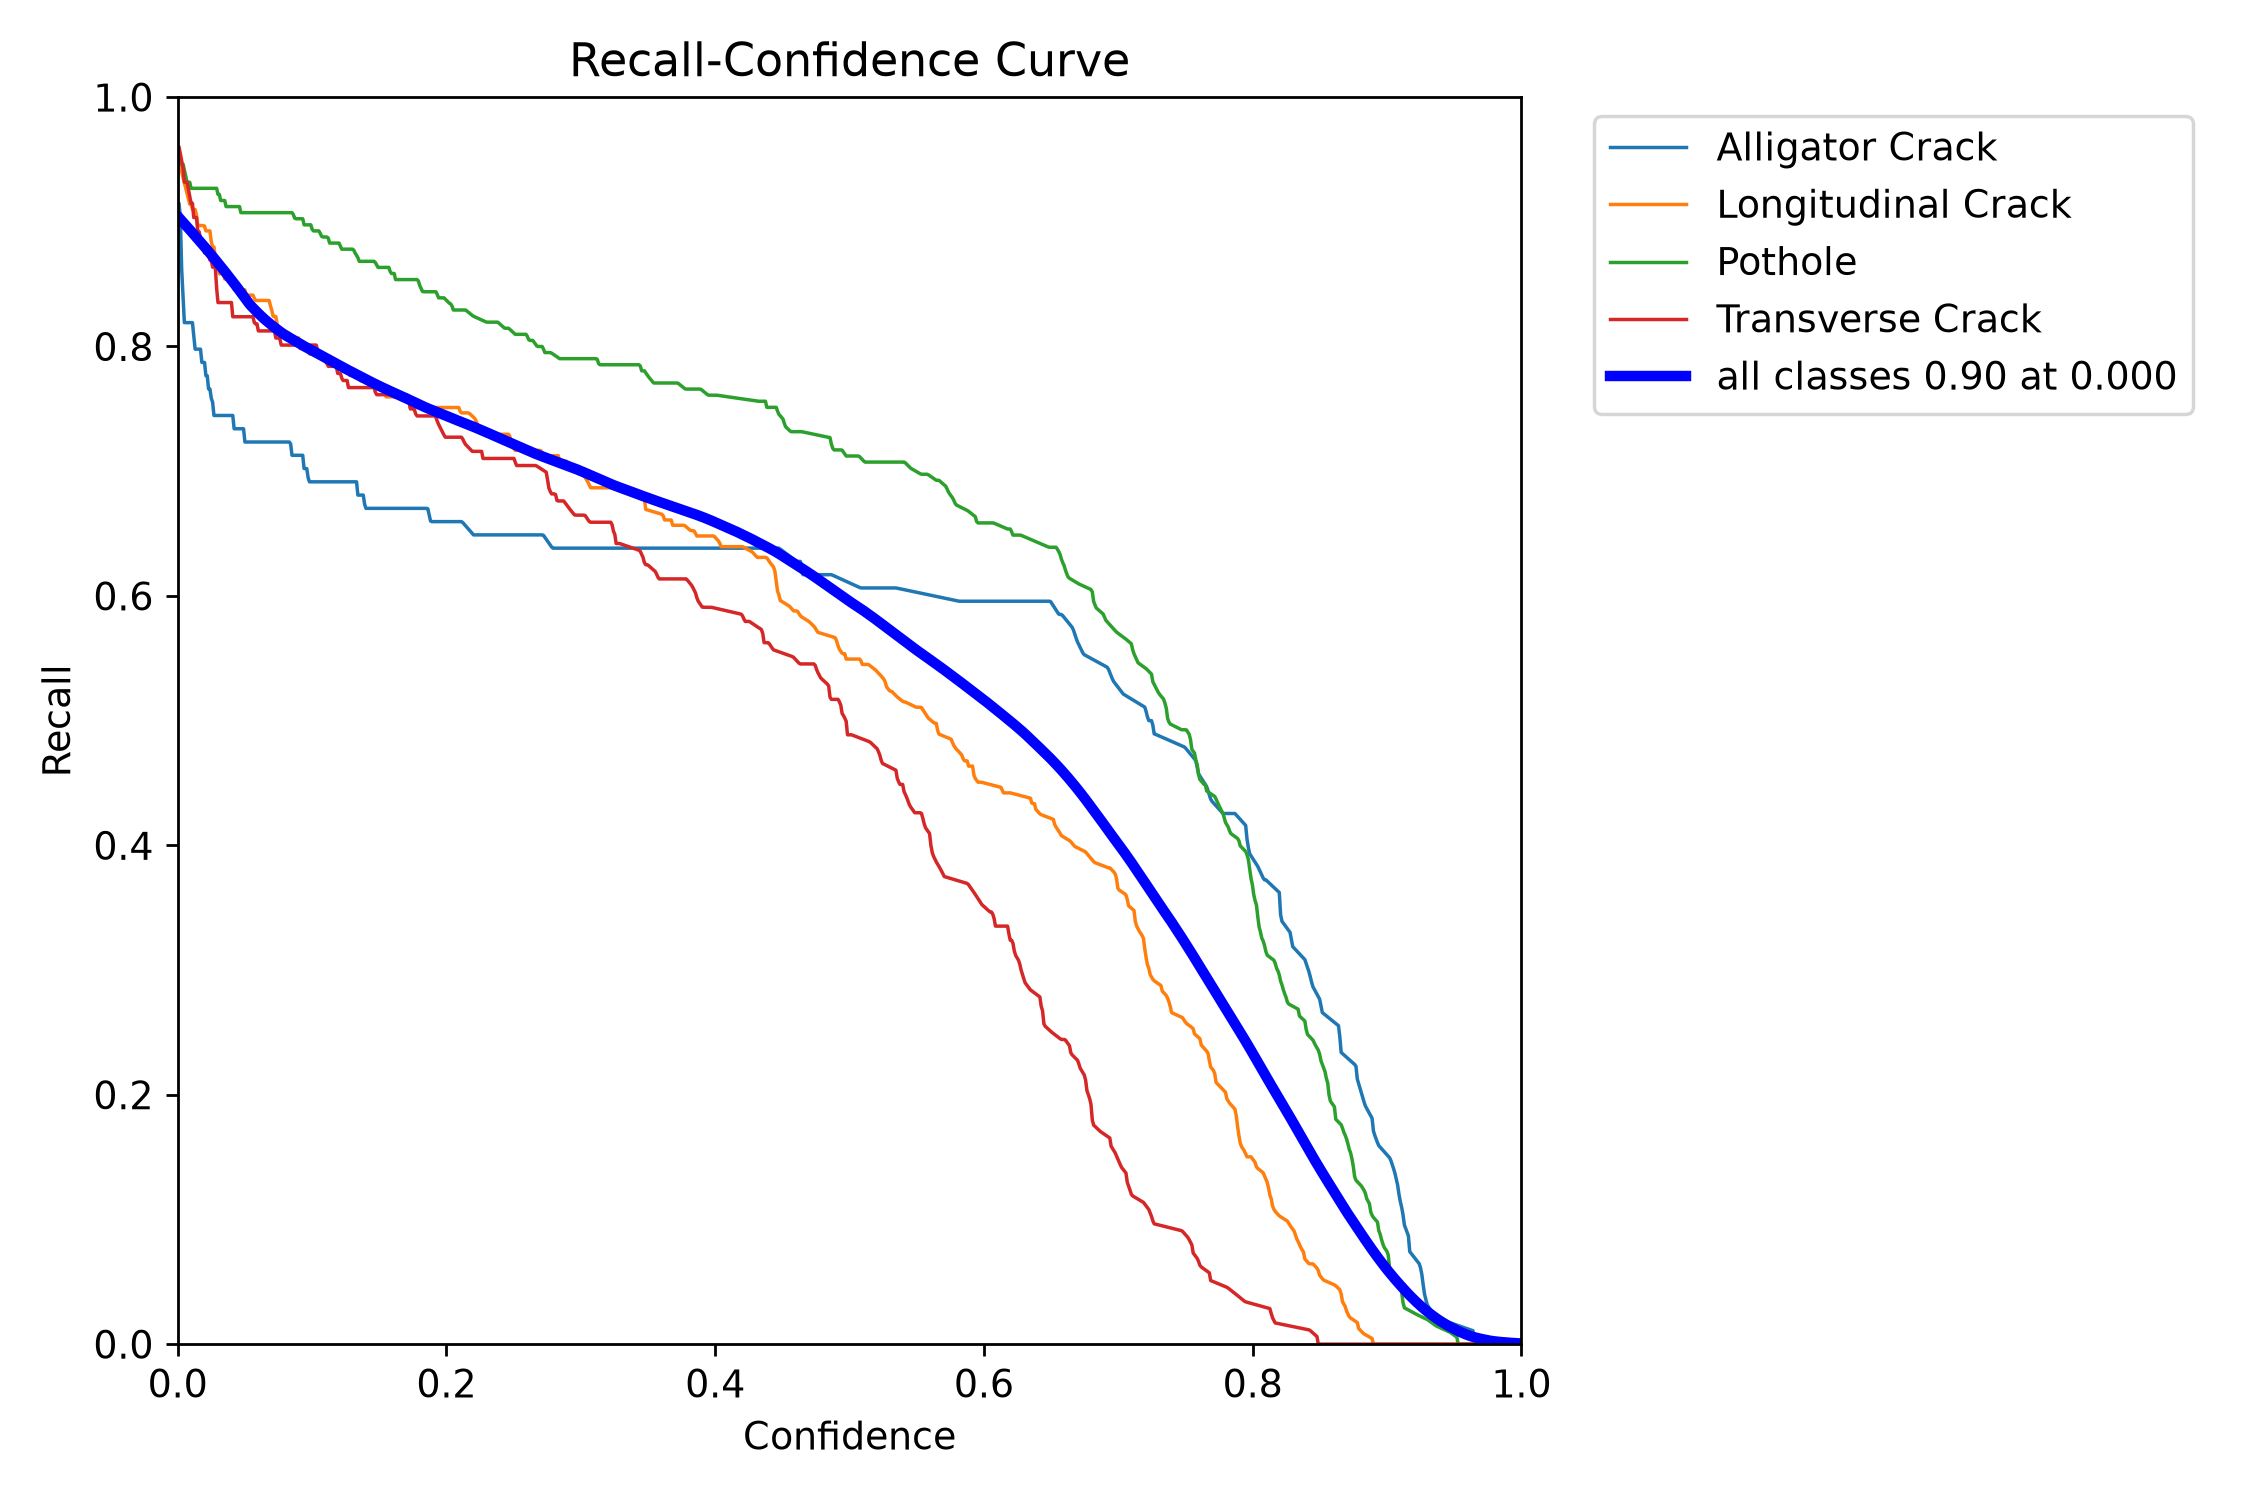 Recall-Confidence Curve
1.0
0.8
0.6
0.4
0.2
0.0
Recall
0.0 0.2 0.4 0.6 0.8 1.0
Confidence
Alligator Crack
Longitudinal Crack
Pothole
Transverse Crack
all classes 0.90 at 0.000